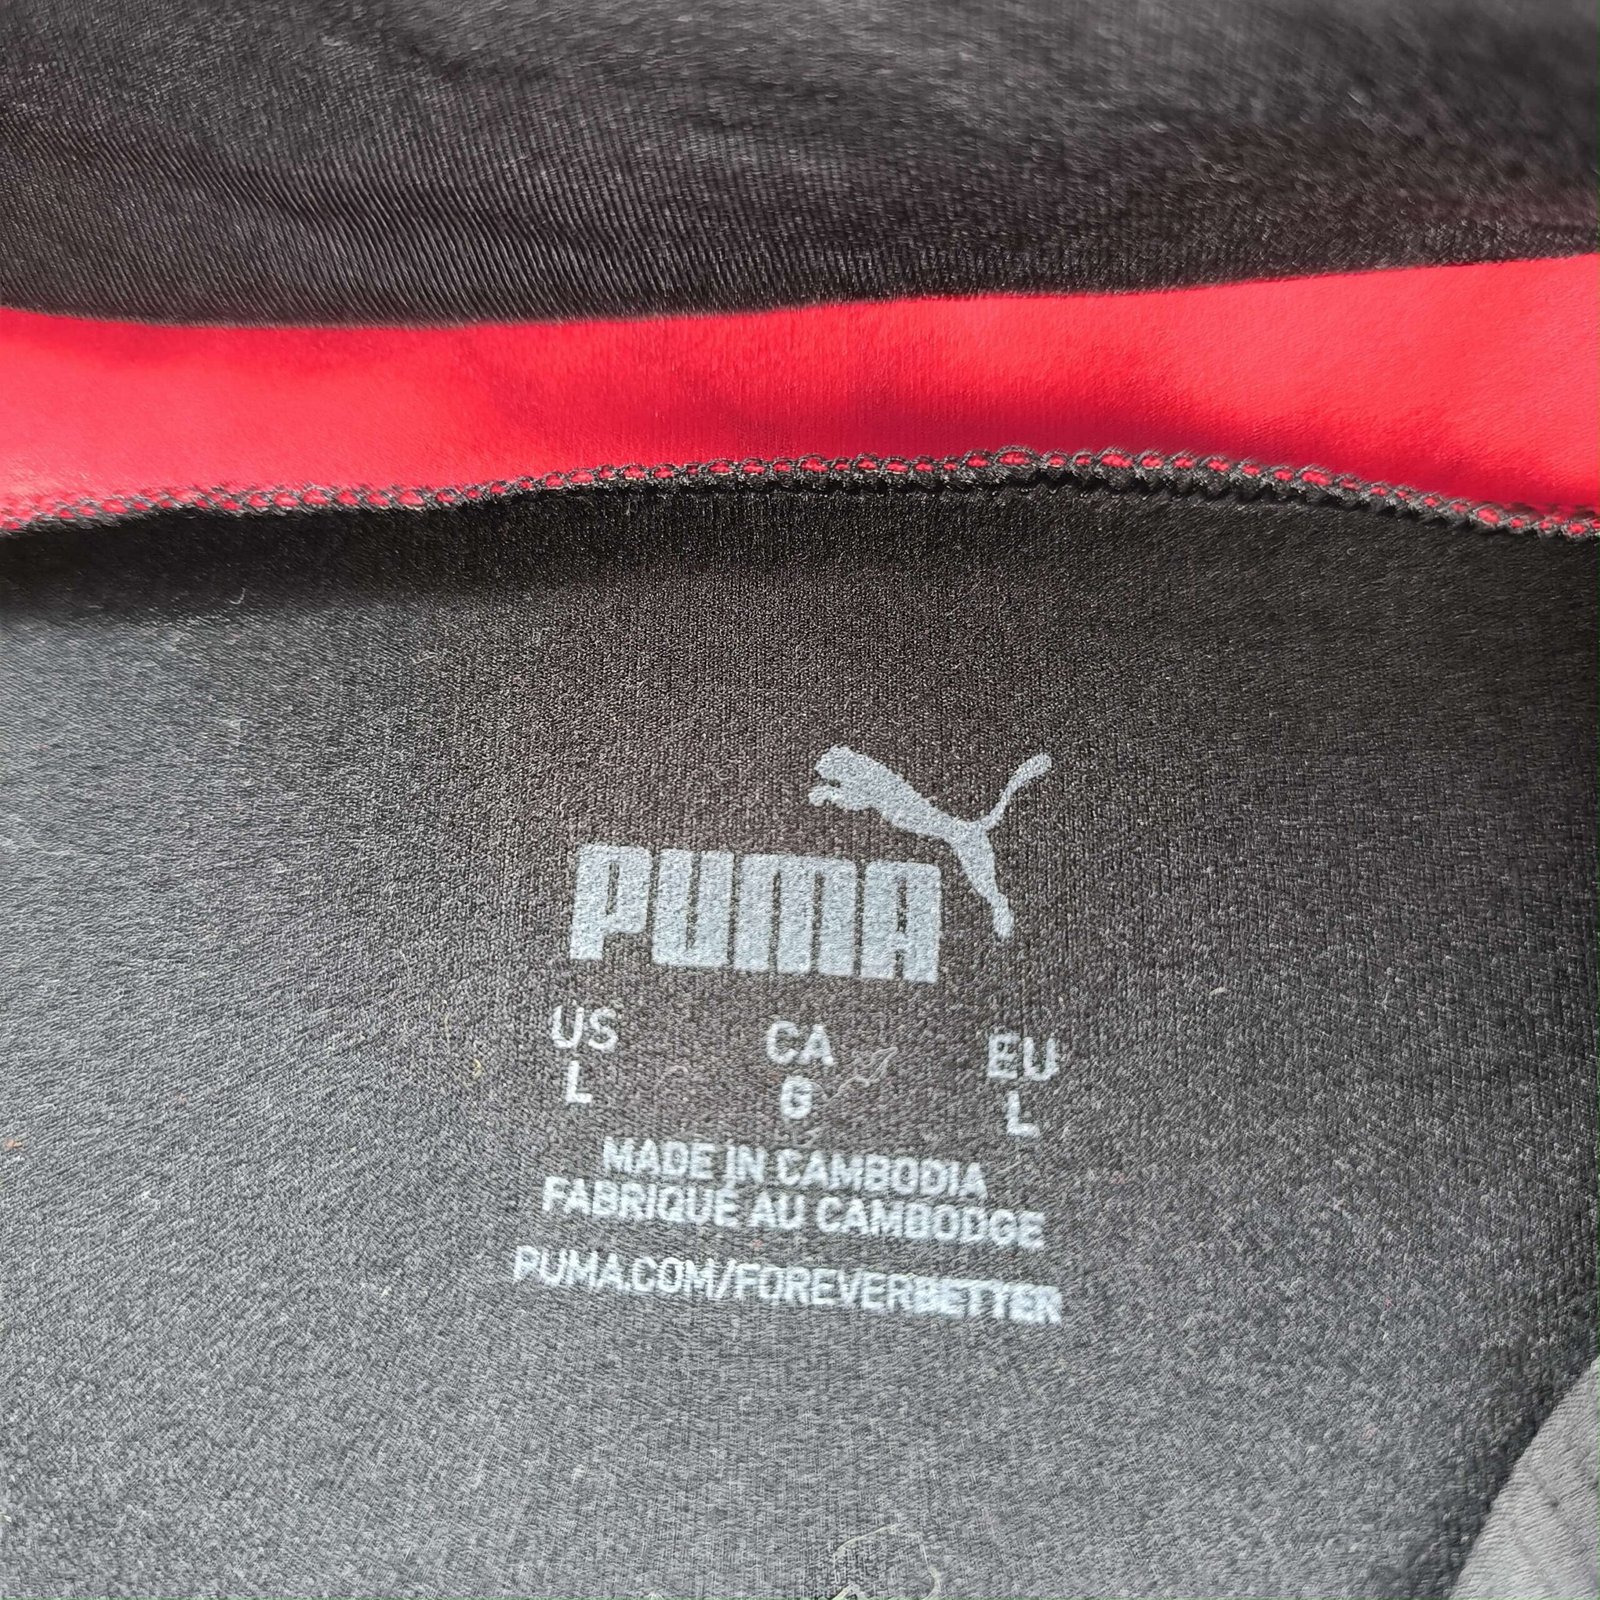 PUMA
US CA EU
L G L
MADE IN CAMBODIA
FABRIQUÉ AU CAMBODGE
PUMA.COM/FOREVERBETTER